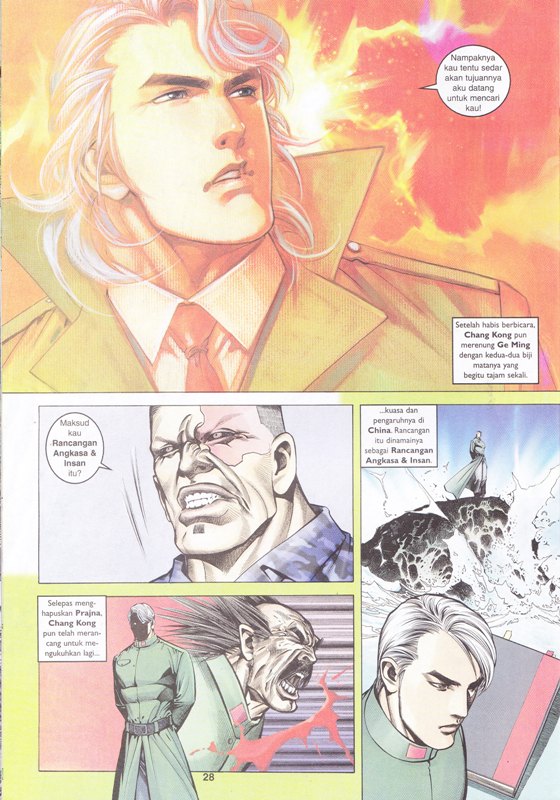 Nampaknya
kau tentu sedar
akan tujuannya
aku datang
untuk mencari
kau!
Setelah habis berbicara,
Chang Kong pun
merenung Ge Ming
dengan kedua-dua biji
matanya yang
begitu tajam sekali.
Maksud
kau
Rancangan
Angkasa &
Insan
itu?
Selepas meng-
hapuskan Prajna,
Chang Kong
pun telah meran-
cang untuk me-
ngukuhkan lagi...
...kuasa dan
pengaruhnya di
China. Rancangan
itu dinamainya
sebagai Rancangan
Angkasa & Insan.
28